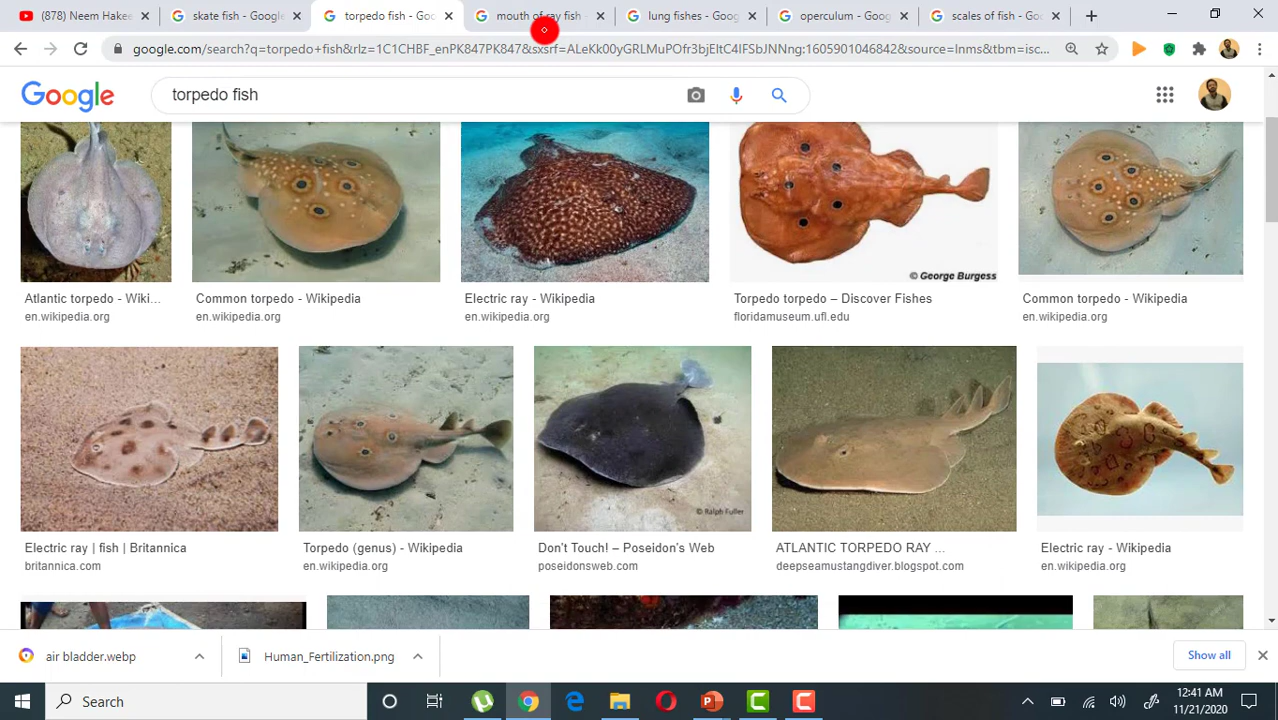 (878) Neem Hakee
skate fish - Google
torpedo fish - Goo
mouth of ray fish -
lung fishes - Goog
operculum - Goog
scales of fish - Goo
google.com/search?q=torpedo+fish&rlz=1C1CHBF_enPK847PK847&sxsrf=ALeKk00yGRLMuPOfr3bjEltC4IFSbJNNng:1605901046842&source=lnms&tbm=isc...
Google
torpedo fish
© George Burgess
Atlantic torpedo - Wiki...
Common torpedo - Wikipedia
Electric ray - Wikipedia
Torpedo torpedo – Discover Fishes
Common torpedo - Wikipedia
en.wikipedia.org
en.wikipedia.org
en.wikipedia.org
floridamuseum.ufl.edu
en.wikipedia.org
© Ralph Fuller
Electric ray | fish | Britannica
Torpedo (genus) - Wikipedia
Don't Touch! – Poseidon's Web
ATLANTIC TORPEDO RAY ...
Electric ray - Wikipedia
britannica.com
en.wikipedia.org
poseidonsweb.com
deepseamustangdiver.blogspot.com
en.wikipedia.org
air bladder.webp
Human_Fertilization.png
Show all
Search
12:41 AM
11/21/2020